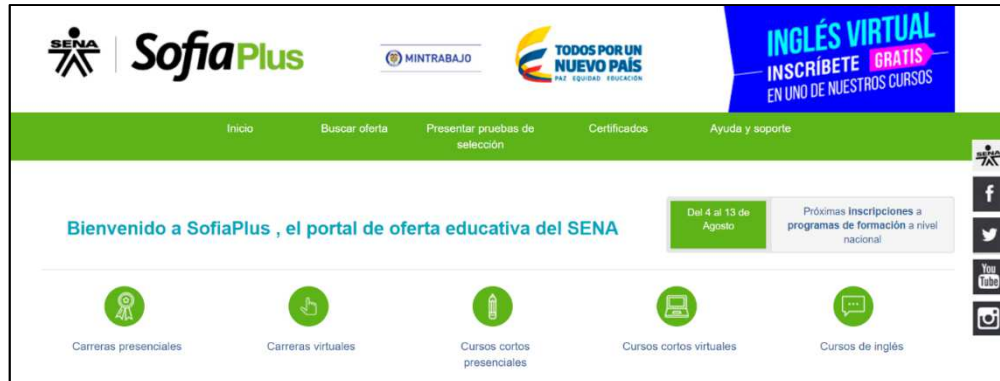 SENA
SofíaPlus
MINTRABAJO
TODOS POR UN
NUEVO PAÍS
PAZ EQUIDAD EDUCACIÓN
INGLÉS VIRTUAL
INSCRÍBETE GRATIS
EN UNO DE NUESTROS CURSOS
Inicio
Buscar oferta
Presentar pruebas de
selección
Certificados
Ayuda y soporte
SENA
Bienvenido a SofiaPlus , el portal de oferta educativa del SENA
Del 4 al 13 de
Agosto
Próximas inscripciones a
programas de formación a nivel
nacional
You
Tube
Carreras presenciales
Carreras virtuales
Cursos cortos
presenciales
Cursos cortos virtuales
Cursos de inglés